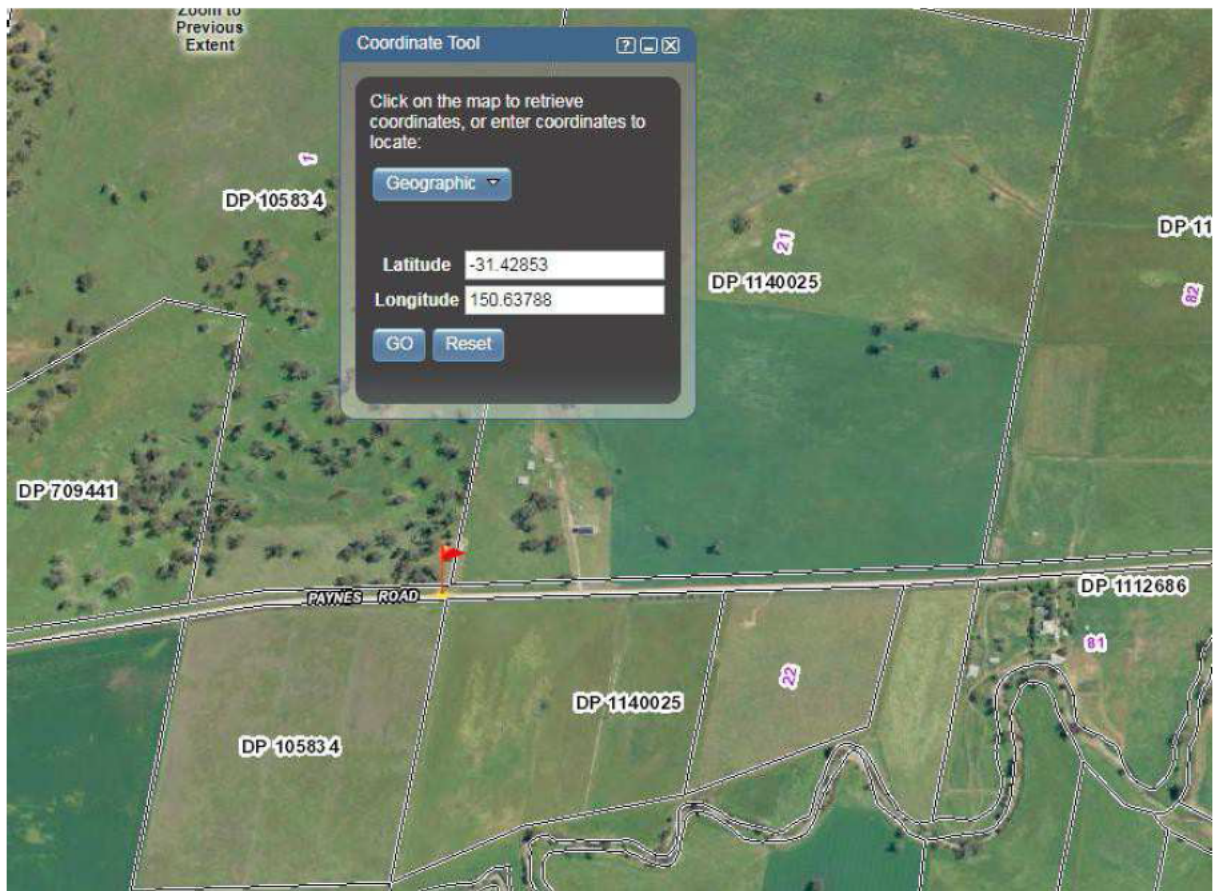 Zoom to
Previous
Extent
Coordinate Tool
Click on the map to retrieve
coordinates, or enter coordinates to
locate:
Geographic
Latitude -31.42853
Longitude 150.63788
GO Reset
1
DP 105834
21
DP 1140025
DP 11
82
DP 709441
PAYNES ROAD
DP 1112686
81
22
DP 1140025
DP 105834